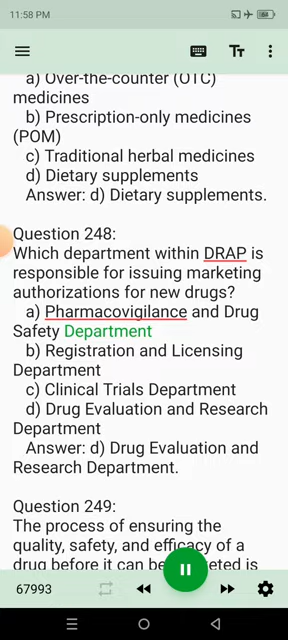 11:58 PM
a) Over-the-counter (OTC)
medicines
b) Prescription-only medicines
(POM)
c) Traditional herbal medicines
d) Dietary supplements
Answer: d) Dietary supplements.
Question 248:
Which department within DRAP is
responsible for issuing marketing
authorizations for new drugs?
a) Pharmacovigilance and Drug
Safety Department
b) Registration and Licensing
Department
c) Clinical Trials Department
d) Drug Evaluation and Research
Department
Answer: d) Drug Evaluation and
Research Department.
Question 249:
The process of ensuring the
quality, safety, and efficacy of a
drug before it can be is
67993